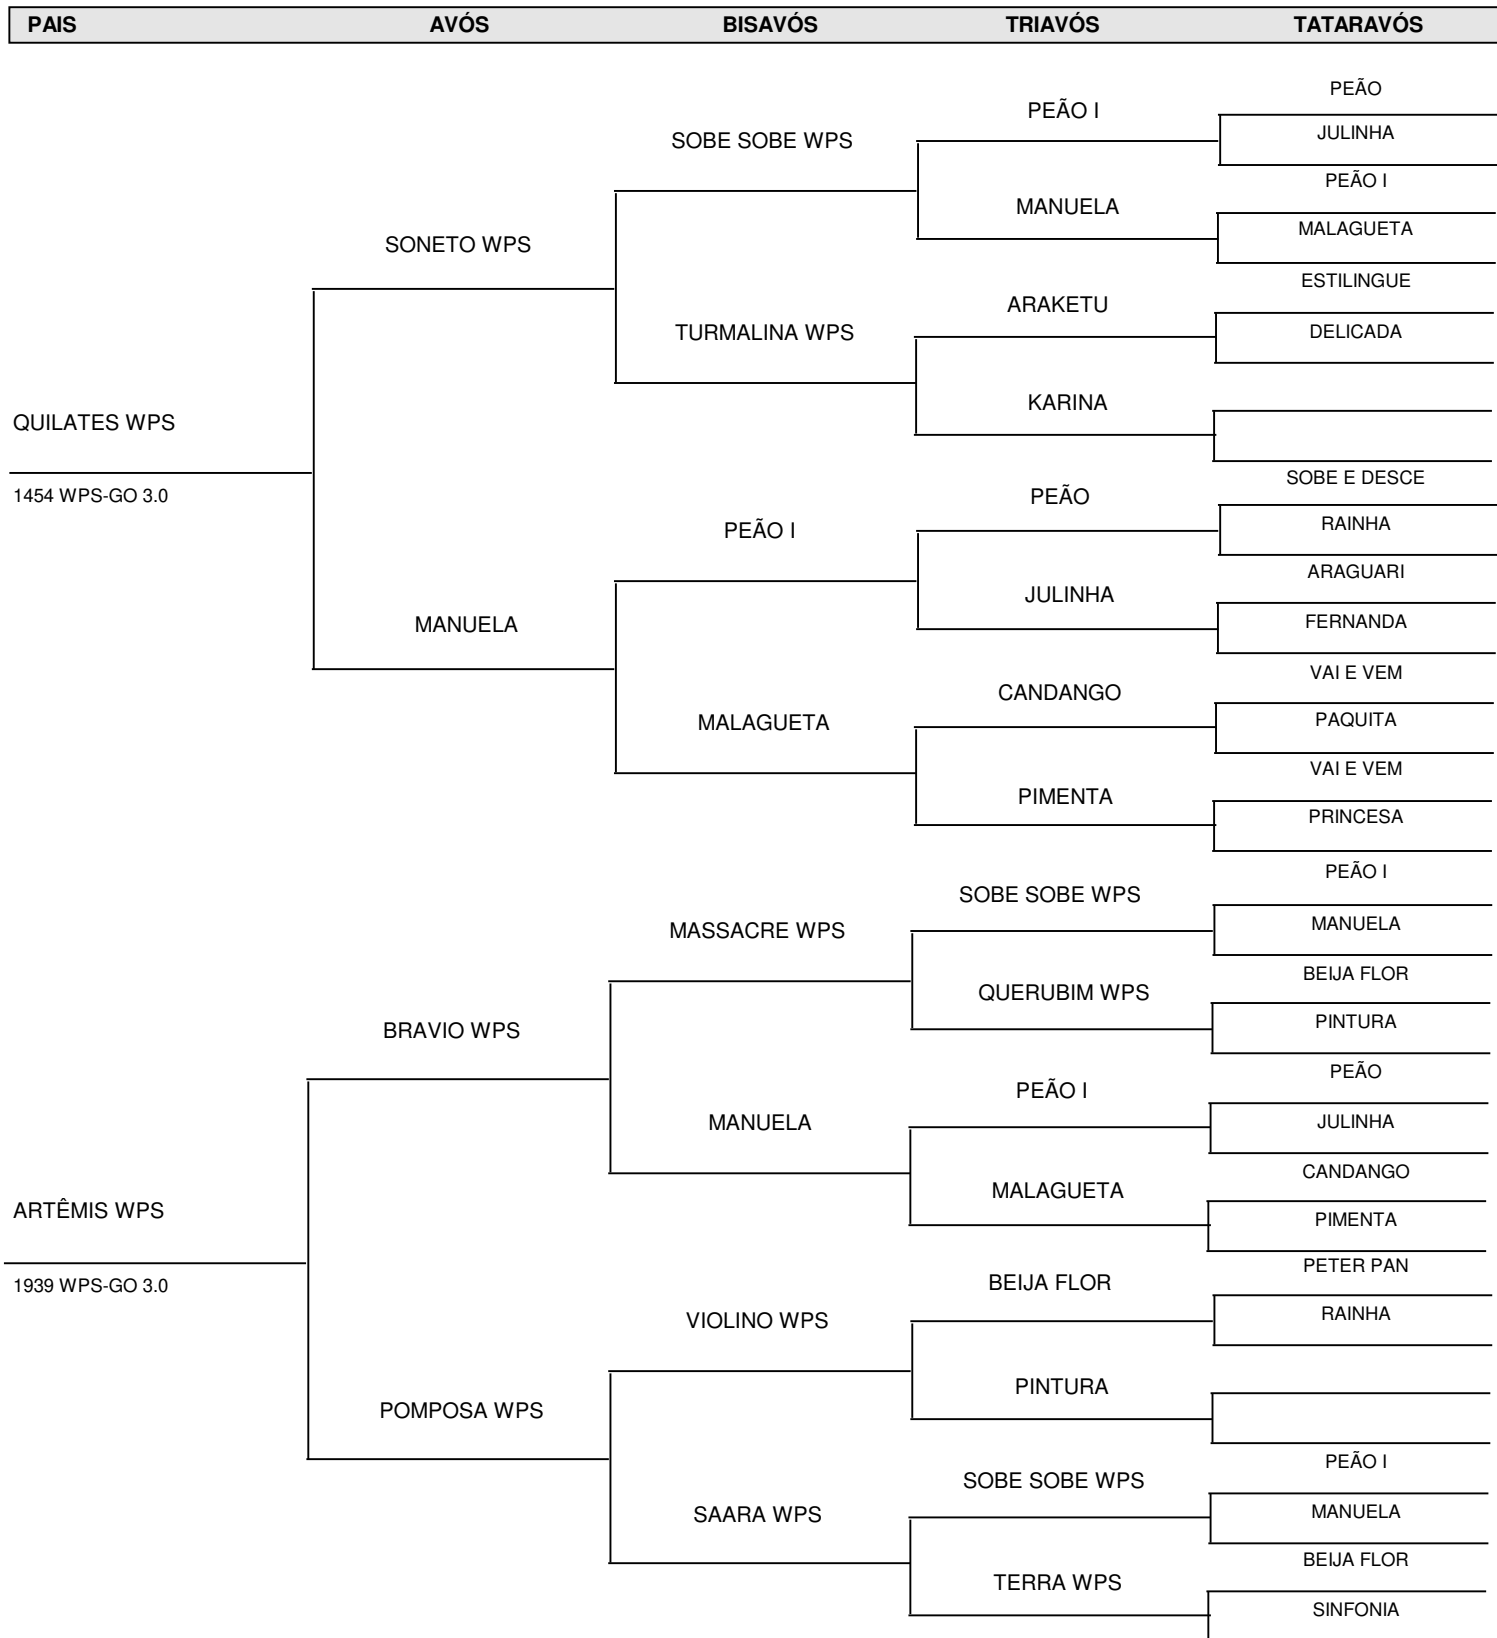 PAIS AVÓS BISAVÓS TRIAVÓS TATARAVÓS
PEÃO
PEÃO I
JULINHA
SOBE SOBE WPS
PEÃO I
MANUELA
MALAGUETA
SONETO WPS
ESTILINGUE
ARAKETU
DELICADA
TURMALINA WPS
KARINA
QUILATES WPS
1454 WPS-GO 3.0
SOBE E DESCE
PEÃO
RAINHA
PEÃO I
ARAGUARI
JULINHA
FERNANDA
MANUELA
VAI E VEM
CANDANGO
PAQUITA
MALAGUETA
VAI E VEM
PIMENTA
PRINCESA
PEÃO I
SOBE SOBE WPS
MANUELA
MASSACRE WPS
BEIJA FLOR
QUERUBIM WPS
PINTURA
BRAVIO WPS
PEÃO
PEÃO I
JULINHA
MANUELA
CANDANGO
MALAGUETA
PIMENTA
ARTÊMIS WPS
1939 WPS-GO 3.0
PETER PAN
BEIJA FLOR
RAINHA
VIOLINO WPS
PINTURA
POMPOSA WPS
PEÃO I
SOBE SOBE WPS
MANUELA
SAARA WPS
BEIJA FLOR
TERRA WPS
SINFONIA